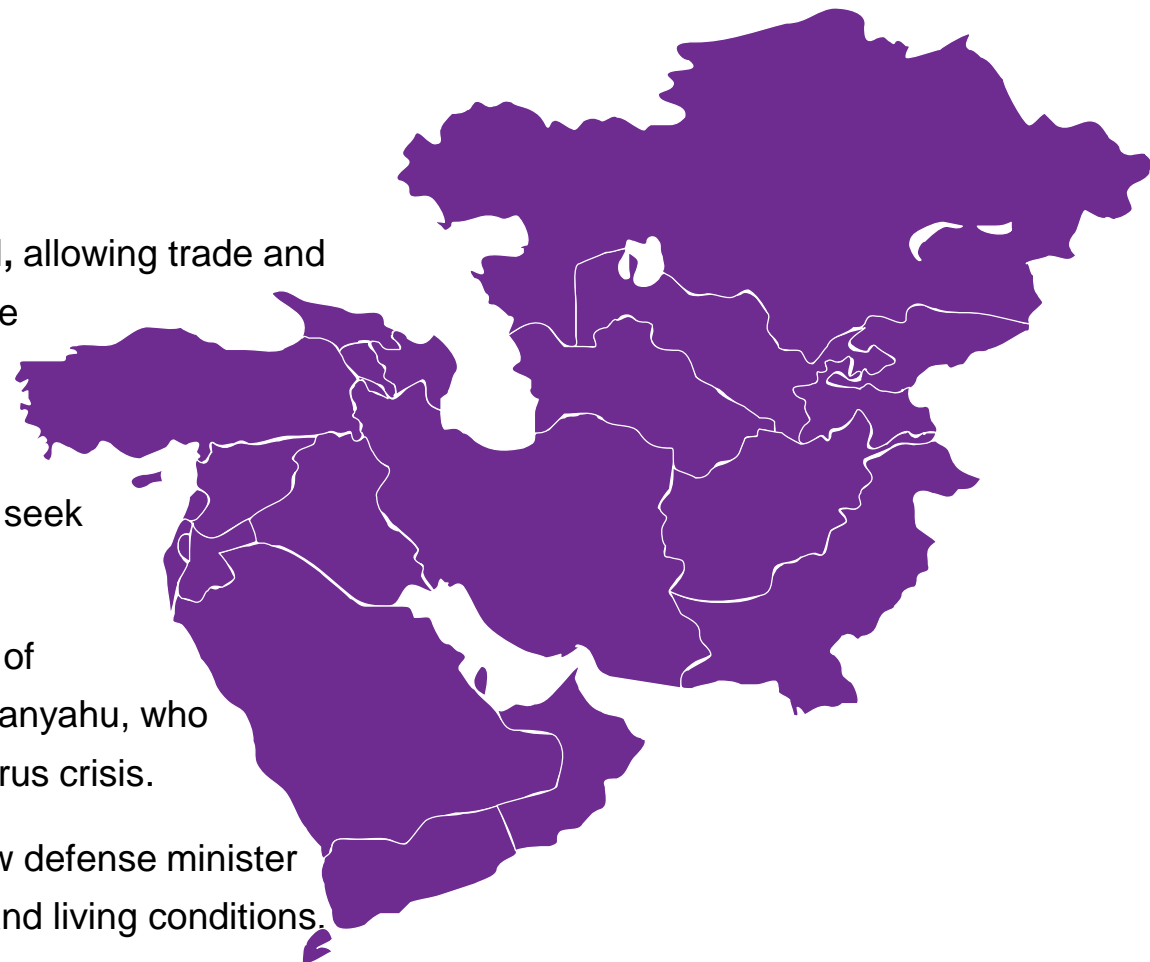 l, allowing trade and
e
seek
of
anyahu, who
rus crisis.
w defense minister
nd living conditions.